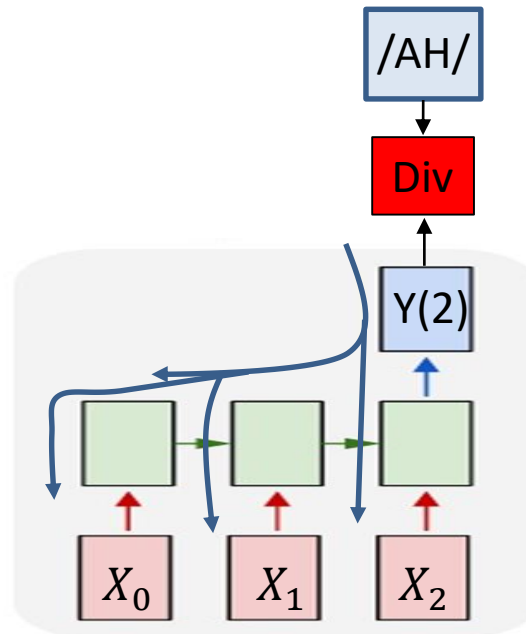 /AH/
Div
Y(2)
X₀ X₁ X₂